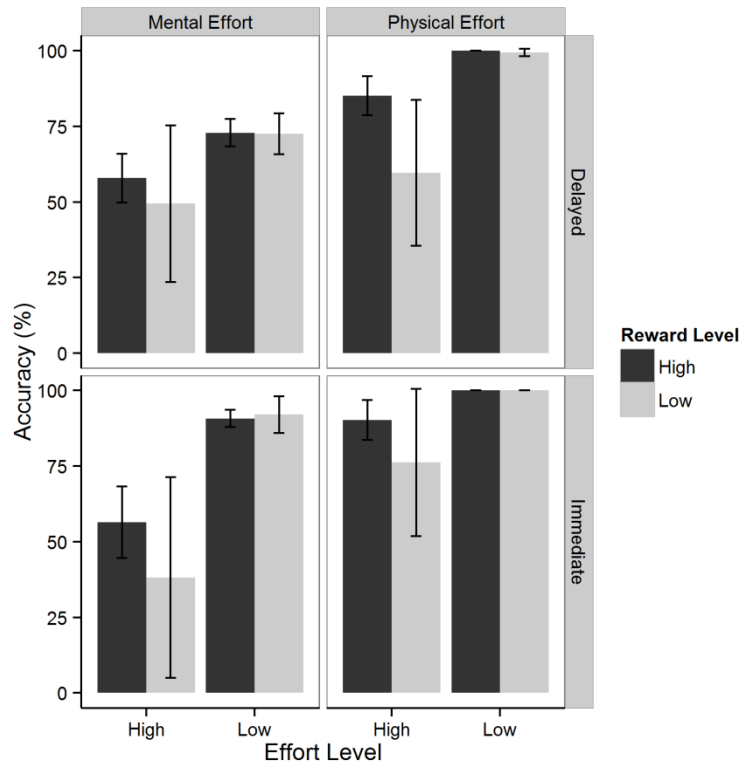 Mental Effort
Physical Effort
100
75
50
25
0
Delayed
Accuracy (%)
100
75
50
25
0
Immediate
High
Low
High
Low
Effort Level
Reward Level
High
Low